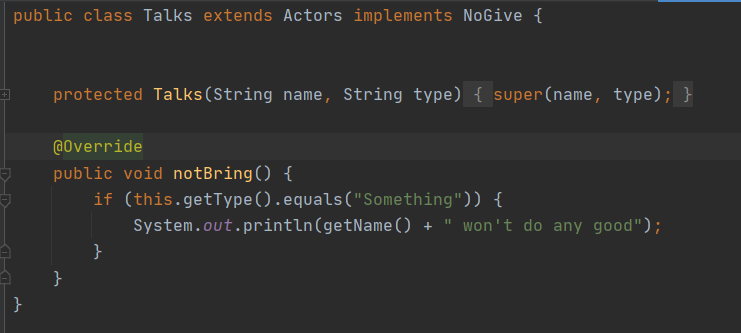 public class Talks extends Actors implements NoGive {
protected Talks(String name, String type) { super(name, type); }
@Override
public void notBring() {
if (this.getType().equals("Something")) {
System.out.println(getName() + " won't do any good");
}
}
}